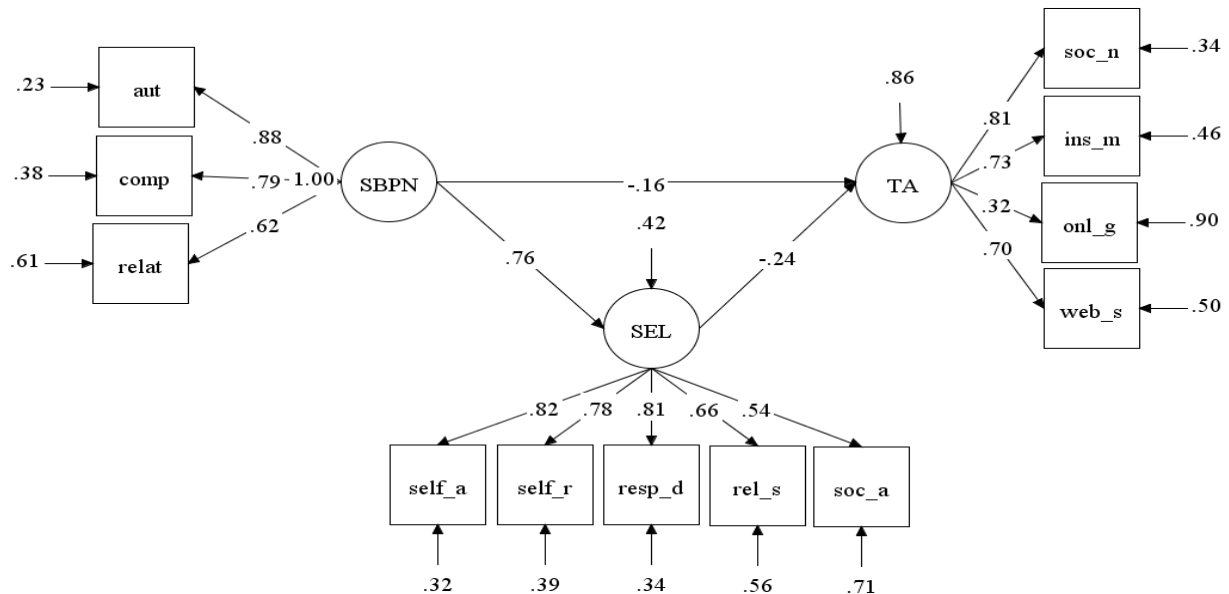 soc_n
.34
.23
aut
.86
.88
.81
ins_m
.46
.38
comp
.79
-1.00
SBPN
-.16
TA
.73
.32
onl_g
.90
.62
.42
.70
.61
relat
.76
-.24
web_s
.50
SEL
.82
.78
.81
.66
.54
self_a
self_r
resp_d
rel_s
soc_a
.32
.39
.34
.56
.71